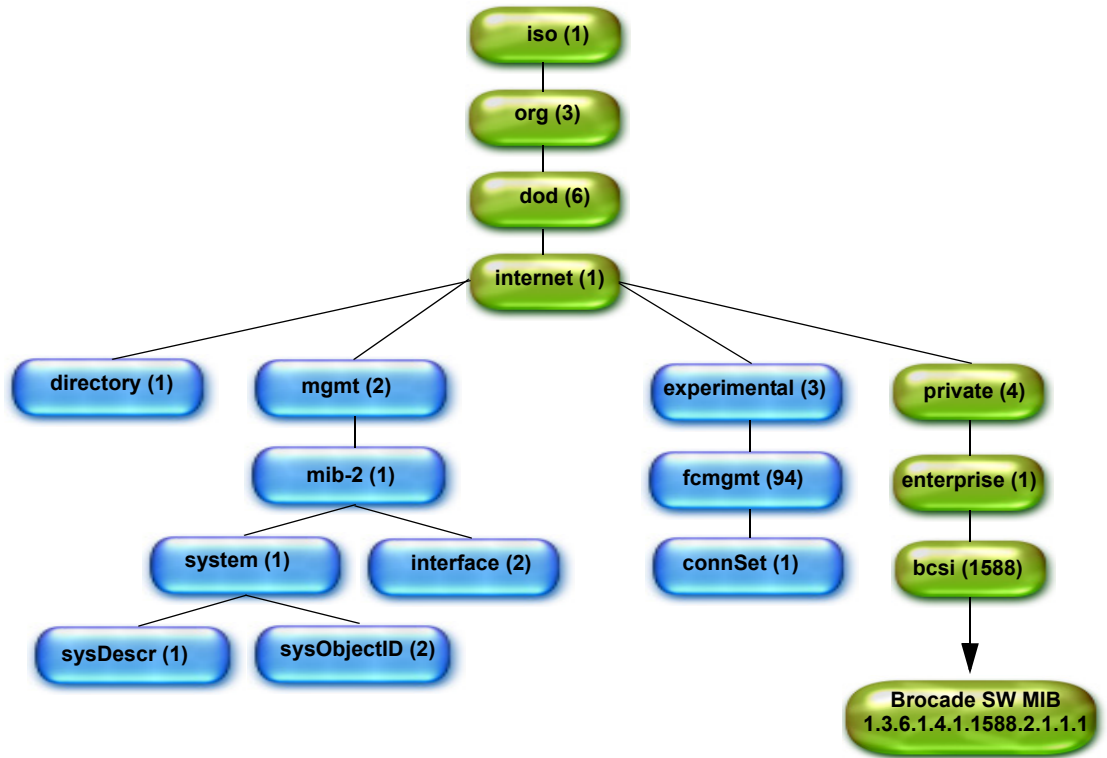 iso (1)
org (3)
dod (6)
internet (1)
directory (1)
mgmt (2)
experimental (3)
private (4)
mib-2 (1)
fcmgmt (94)
enterprise (1)
system (1)
interface (2)
connSet (1)
bcsi (1588)
sysDescr (1)
sysObjectID (2)
Brocade SW MIB
1.3.6.1.4.1.1588.2.1.1.1